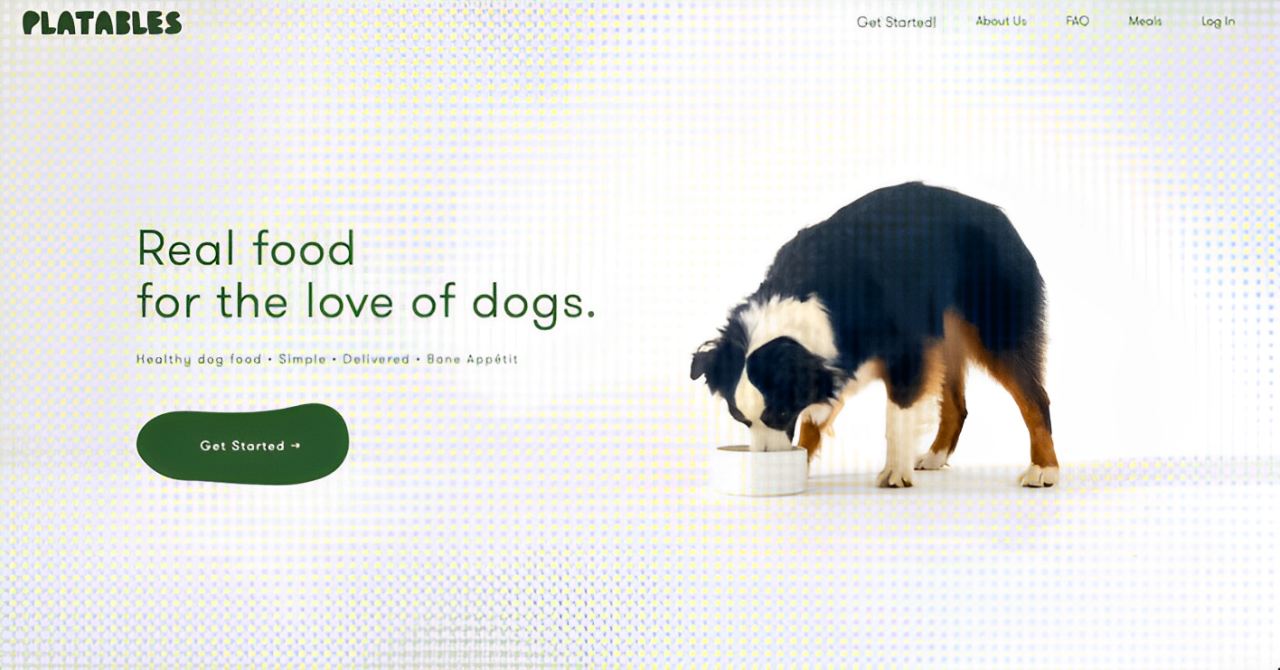 PLATABLES
Get Started! About Us FAQ Meals Log In
Real food
for the love of dogs.
Healthy dog food • Simple • Delivered • Bone Appétit
Get Started →